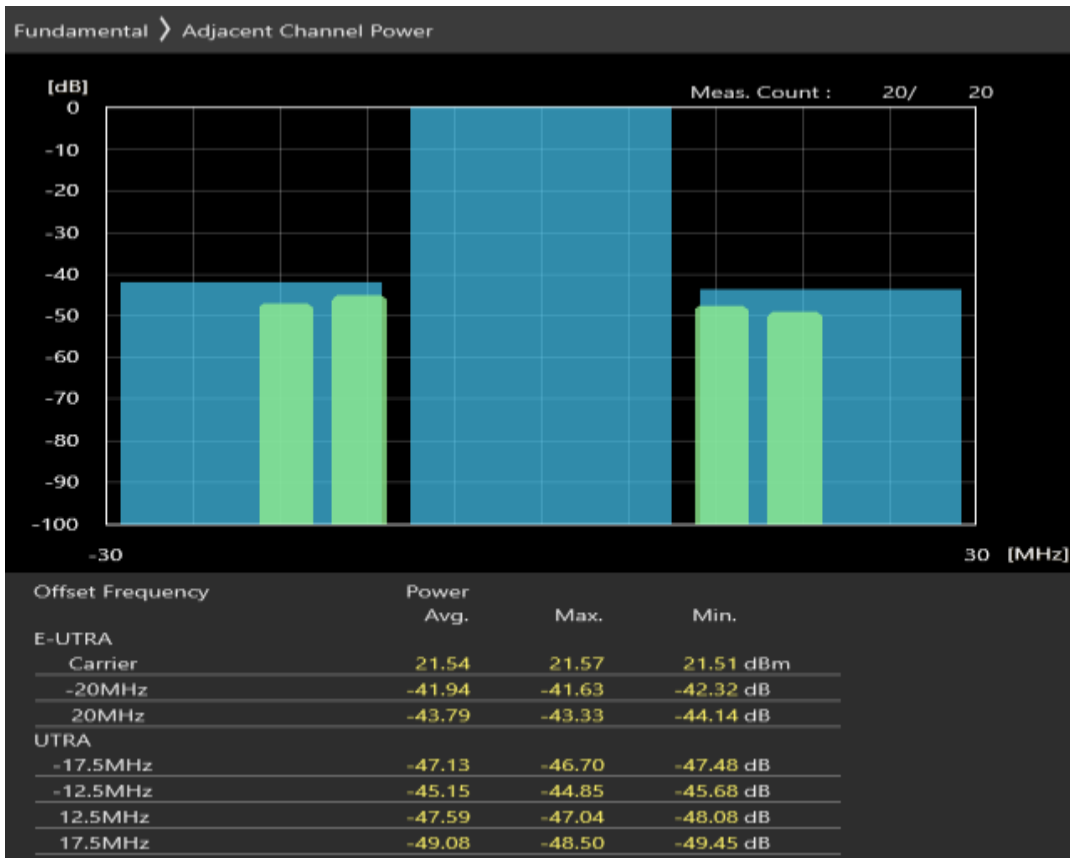 Fundamental ❯ Adjacent Channel Power
[dB]
Meas. Count : 20/ 20
0
-10
-20
-30
-40
-50
-60
-70
-80
-90
-100
-30 30 [MHz]
Offset Frequency Power
Avg. Max. Min.
E-UTRA
Carrier 21.54 21.57 21.51 dBm
-20MHz -41.94 -41.63 -42.32 dB
20MHz -43.79 -43.33 -44.14 dB
UTRA
-17.5MHz -47.13 -46.70 -47.48 dB
-12.5MHz -45.15 -44.85 -45.68 dB
12.5MHz -47.59 -47.04 -48.08 dB
17.5MHz -49.08 -48.50 -49.45 dB